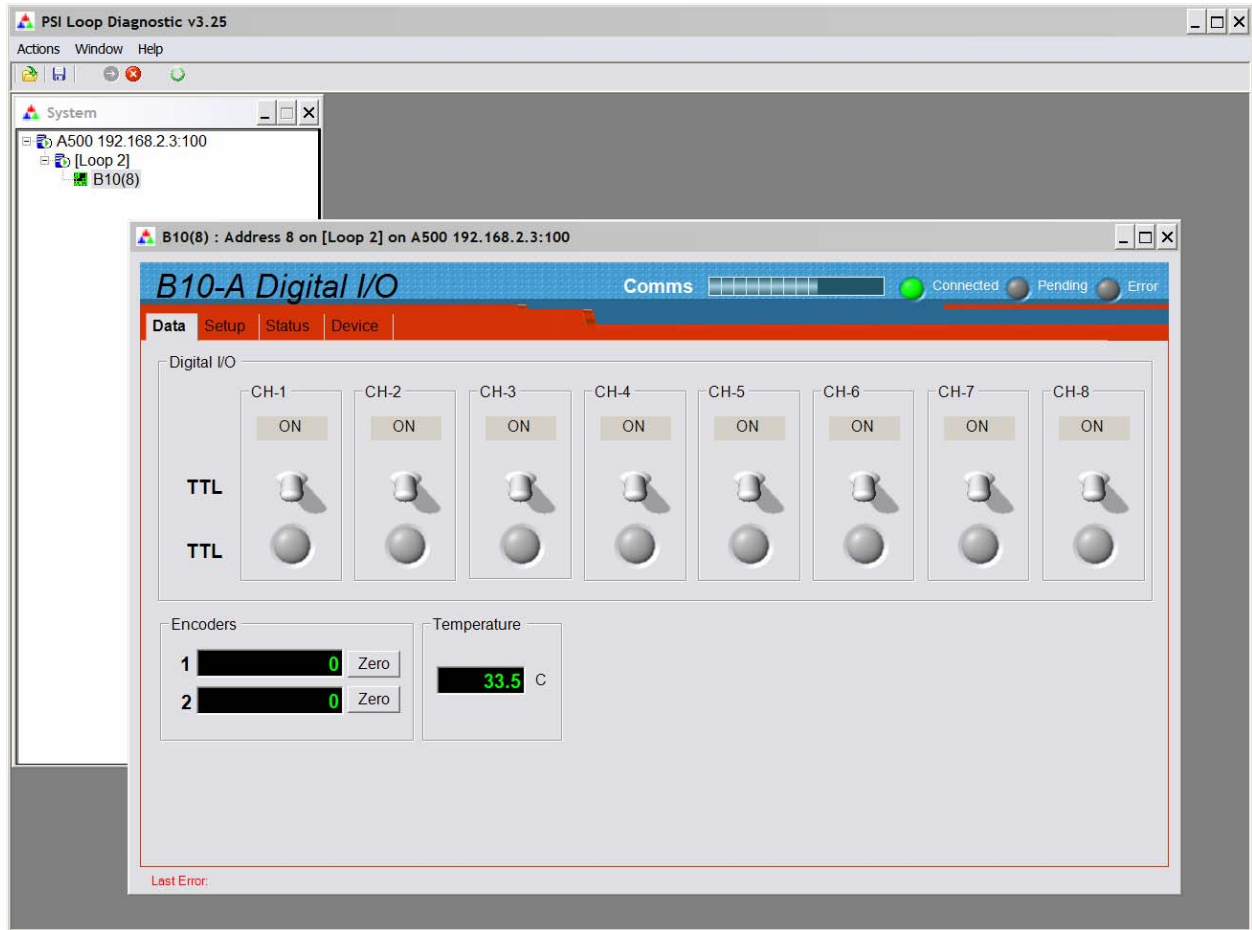 PSI Loop Diagnostic v3.25
Actions Window Help
System
A500 192.168.2.3:100
[Loop 2]
B10(8)
B10(8) : Address 8 on [Loop 2] on A500 192.168.2.3:100
B10-A Digital I/O Comms Connected Pending Error
Data Setup Status Device
Digital I/O
CH-1 CH-2 CH-3 CH-4 CH-5 CH-6 CH-7 CH-8
ON ON ON ON ON ON ON ON
TTL
TTL
Encoders Temperature
1 0 Zero
33.5 C
2 0 Zero
Last Error: